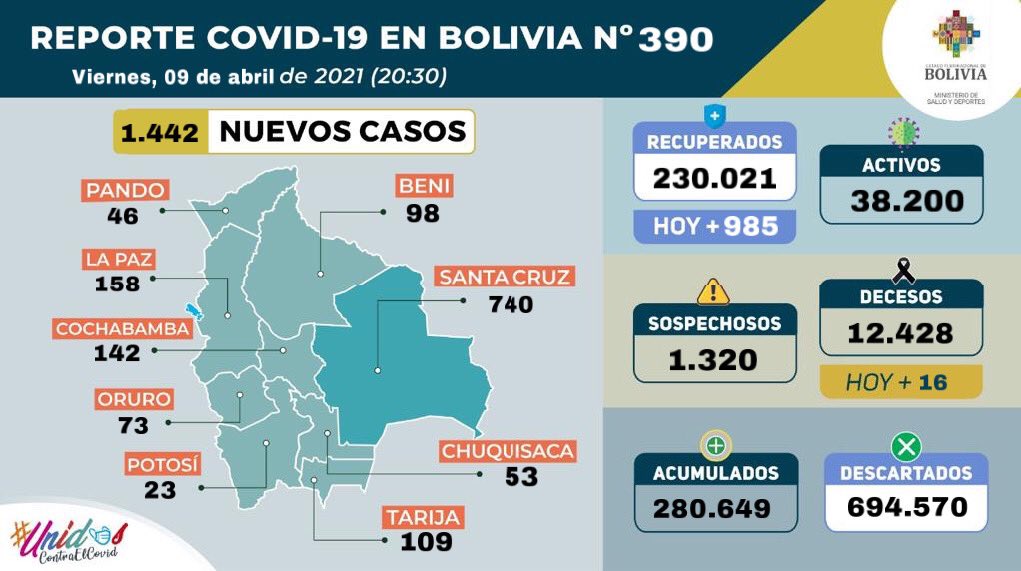 REPORTE COVID-19 EN BOLIVIA N° 390
Viernes, 09 de abril de 2021 (20:30)
ESTADO PLURINACIONAL DE
BOLIVIA
MINISTERIO DE
SALUD Y DEPORTES
1.442 NUEVOS CASOS
PANDO
46
BENI
98
LA PAZ
158
SANTA CRUZ
740
COCHABAMBA
142
ORURO
73
CHUQUISACA
53
POTOSÍ
23
TARIJA
109
RECUPERADOS
230.021
HOY + 985
ACTIVOS
38.200
SOSPECHOSOS
1.320
DECESOS
12.428
HOY + 16
ACUMULADOS
280.649
DESCARTADOS
694.570
#Unidos
ContraElCovid